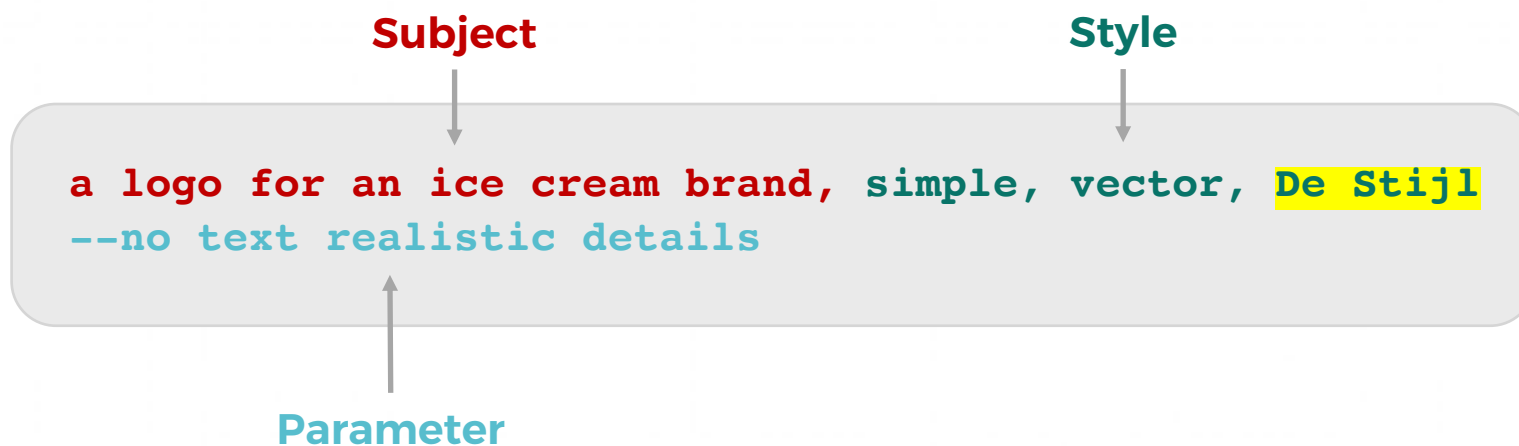 Subject
Style
a logo for an ice cream brand, simple, vector, De Stijl
--no text realistic details
Parameter